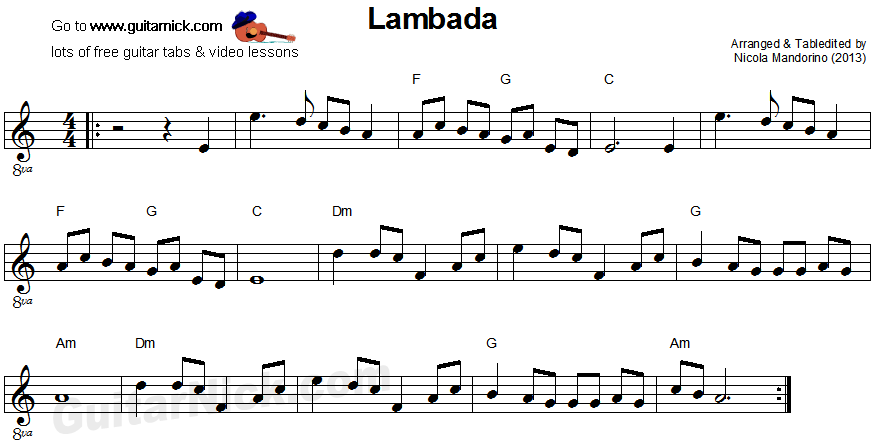 Lambada
Go to www.guitarnick.com
lots of free guitar tabs & video lessons
Arranged & Tabledited by
Nicola Mandorino (2013)
F G C
4
4
8va
F G C Dm G
8va
Am Dm G Am
8va
GuitarNick.com